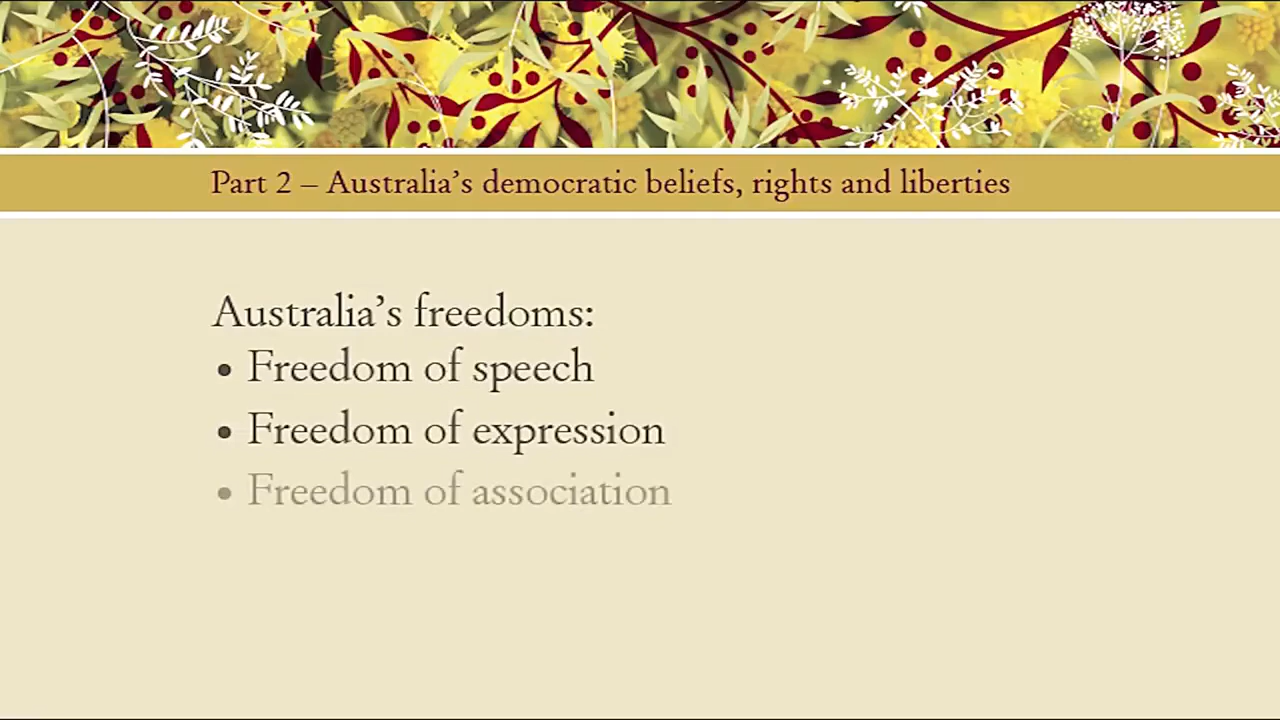 Part 2 – Australia’s democratic beliefs, rights and liberties
Australia’s freedoms:
• Freedom of speech
• Freedom of expression
• Freedom of association